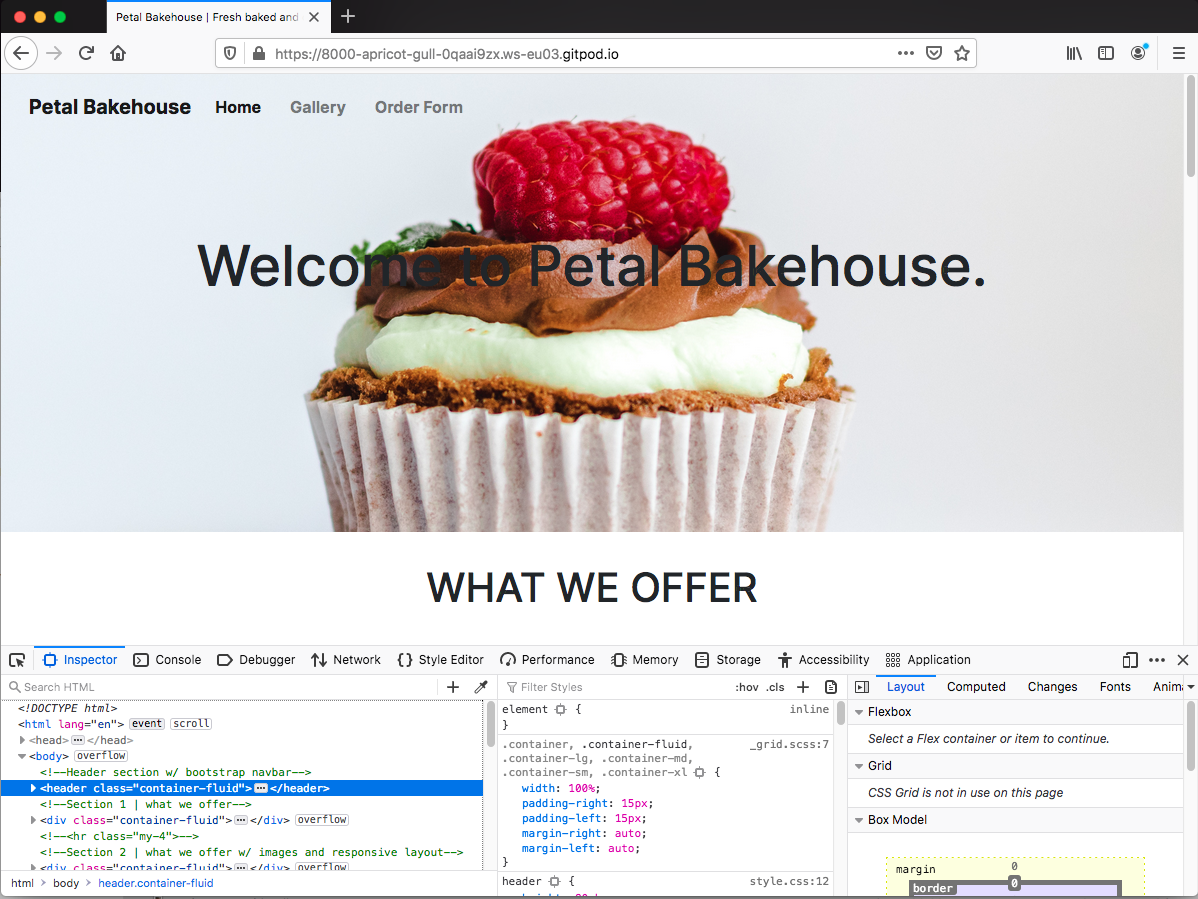 Petal Bakehouse | Fresh baked and
https://8000-apricot-gull-0qaai9zx.ws-eu03.gitpod.io
Petal Bakehouse Home Gallery Order Form
Welcome to Petal Bakehouse.
WHAT WE OFFER
Inspector Console Debugger Network Style Editor Performance Memory Storage Accessibility Application
Search HTML
<!DOCTYPE html>
<html lang="en"> event scroll
<head> </head>
<body> overflow
<!--Header section w/ bootstrap navbar-->
<header class="container-fluid"> </header>
<!--Section 1 | what we offer-->
<div class="container-fluid"> </div> overflow
<!--<hr class="my-4">-->
<!--Section 2 | what we offer w/ images and responsive layout-->
<div class="container-fluid"> </div> overflow
html > body > header.container-fluid
Filter Styles :hov .cls
element { inline
}
.container, .container-fluid, _grid.scss:7
.container-lg, .container-md,
.container-sm, .container-xl {
width: 100%;
padding-right: 15px;
padding-left: 15px;
margin-right: auto;
margin-left: auto;
}
header { style.css:12
Layout Computed Changes Fonts Anim
Flexbox
Select a Flex container or item to continue.
Grid
CSS Grid is not in use on this page
Box Model
margin 0
border 0